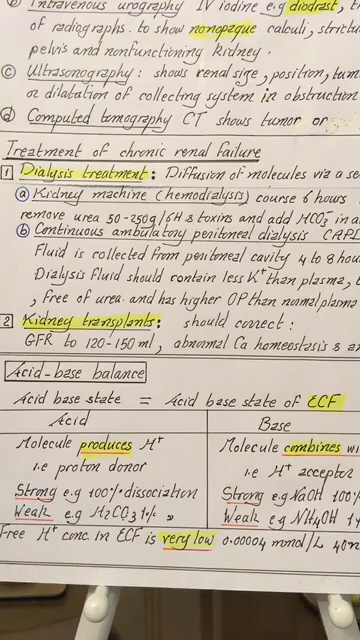 b Intravenous urography IV iodine e.g diodrast,
of radiographs. to show nonopaque calculi, strictu
pelvis and nonfunctioning kidney.
c Ultrasonography: shows renal size, position, tum
or dilatation of collecting system in obstruction
d Computed tomography CT shows tumor or
Treatment of chronic renal failure
1 Dialysis treatment: Diffusion of molecules via a se
a Kidney machine (hemodialysis) course 6 hours
remove urea 50-250g/6H & toxins and add HCO3⁻ in a
b Continuous ambulatory peritoneal dialysis CAPD
Fluid is collected from peritoneal cavity 4 to 8 hou
Dialysis fluid should contain less K⁺ than plasma,
, free of urea. and has higher OP than normal plasma
2 Kidney transplants: should correct:
GFR to 120-150 ml, abnormal Ca homeostasis & a
Acid-base balance
Acid base state = Acid base state of ECF
Acid Base
Molecule produces H⁺ Molecule combines wi
i.e proton donor i.e H⁺ acceptor
Strong e.g 100% dissociation Strong e.g NaOH 100%
Weak e.g H2CO3 1% » Weak e.g NH4OH 1
Free H⁺ conc in ECF is very low 0.00004 mmol/L 40n